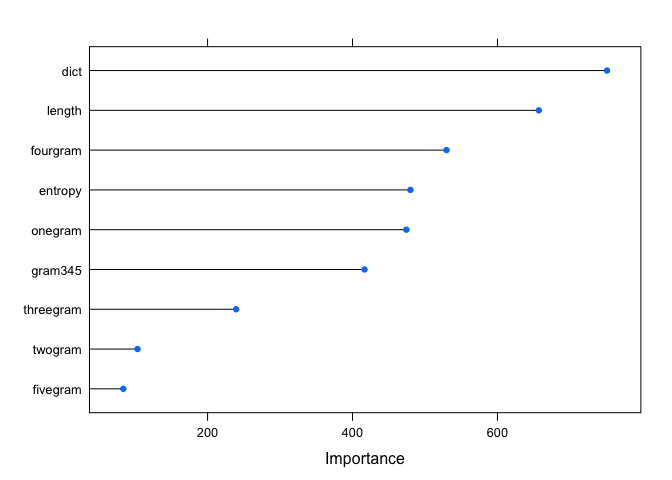 dict
length
fourgram
entropy
onegram
gram345
threegram
twogram
fivegram
200 400 600
Importance